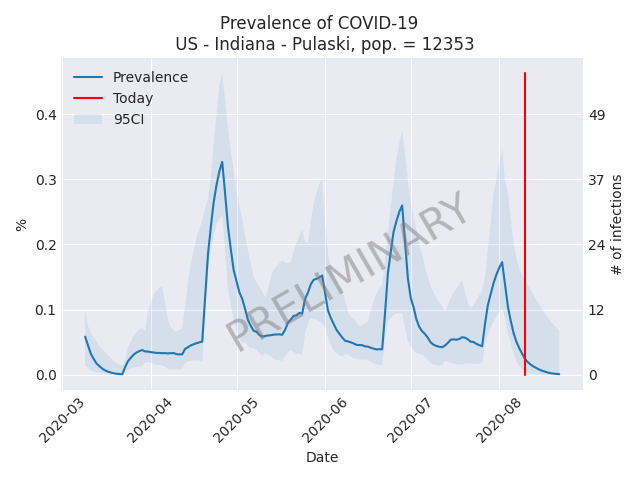 Prevalence of COVID-19
US - Indiana - Pulaski, pop. = 12353
Prevalence
Today
95CI
PRELIMINARY
%
0.4
0.3
0.2
0.1
0.0
49
37
24
12
0
# of infections
2020-03
2020-04
2020-05
2020-06
2020-07
2020-08
Date